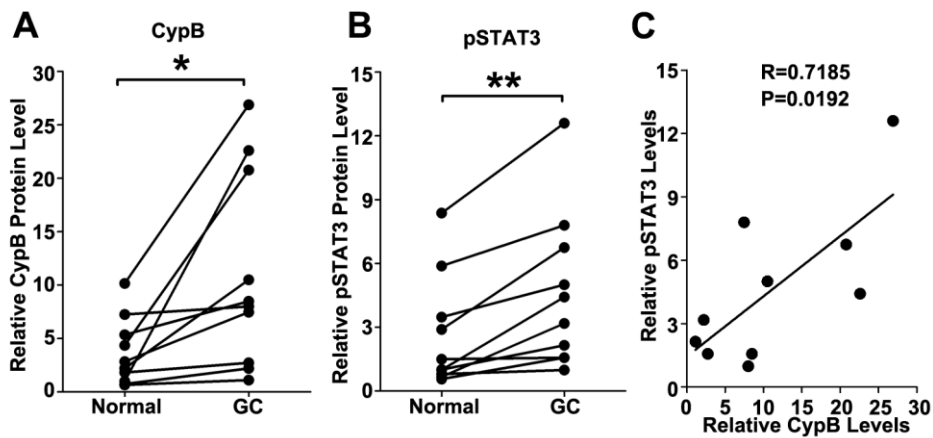 A
CypB
*
Relative CypB Protein Level
30
25
20
15
10
5
0
Normal
GC
B
pSTAT3
**
Relative pSTAT3 Protein Level
15
12
9
6
3
0
Normal
GC
C
R=0.7185
P=0.0192
Relative pSTAT3 Levels
15
12
9
6
3
0
0
5
10
15
20
25
30
Relative CypB Levels